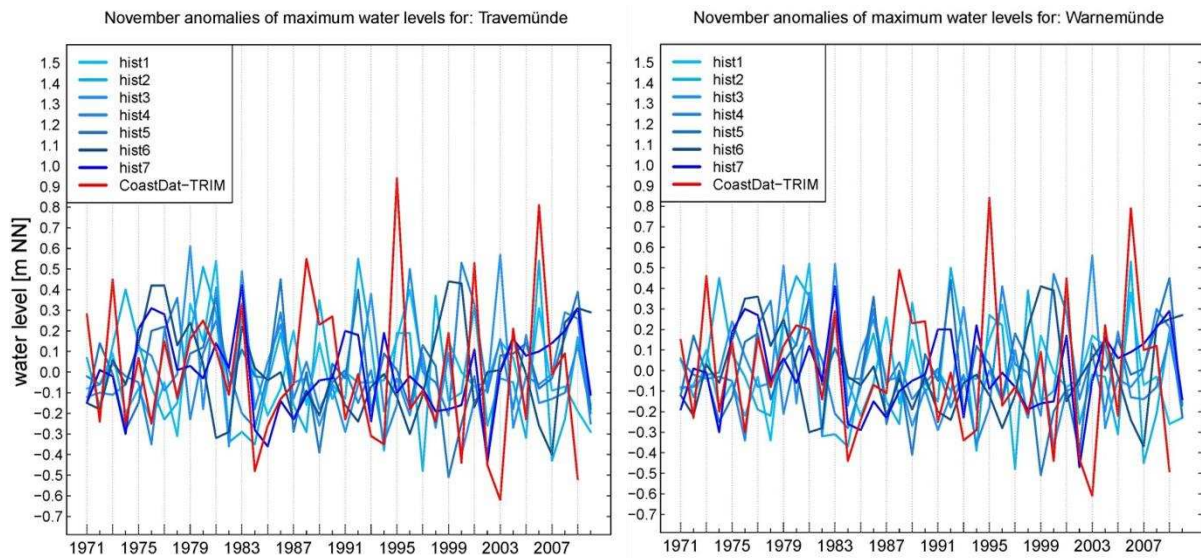 November anomalies of maximum water levels for: Travemünde
hist1
hist2
hist3
hist4
hist5
hist6
hist7
CoastDat-TRIM
water level [m NN]
1.5
1.4
1.3
1.2
1.1
1.0
0.9
0.8
0.7
0.6
0.5
0.4
0.3
0.2
0.1
0.0
−0.1
−0.2
−0.3
−0.4
−0.5
−0.6
−0.7
1971 1975 1979 1983 1987 1991 1995 1999 2003 2007
November anomalies of maximum water levels for: Warnemünde
hist1
hist2
hist3
hist4
hist5
hist6
hist7
CoastDat-TRIM
1.5
1.4
1.3
1.2
1.1
1.0
0.9
0.8
0.7
0.6
0.5
0.4
0.3
0.2
0.1
0.0
−0.1
−0.2
−0.3
−0.4
−0.5
−0.6
−0.7
1971 1975 1979 1983 1987 1991 1995 1999 2003 2007